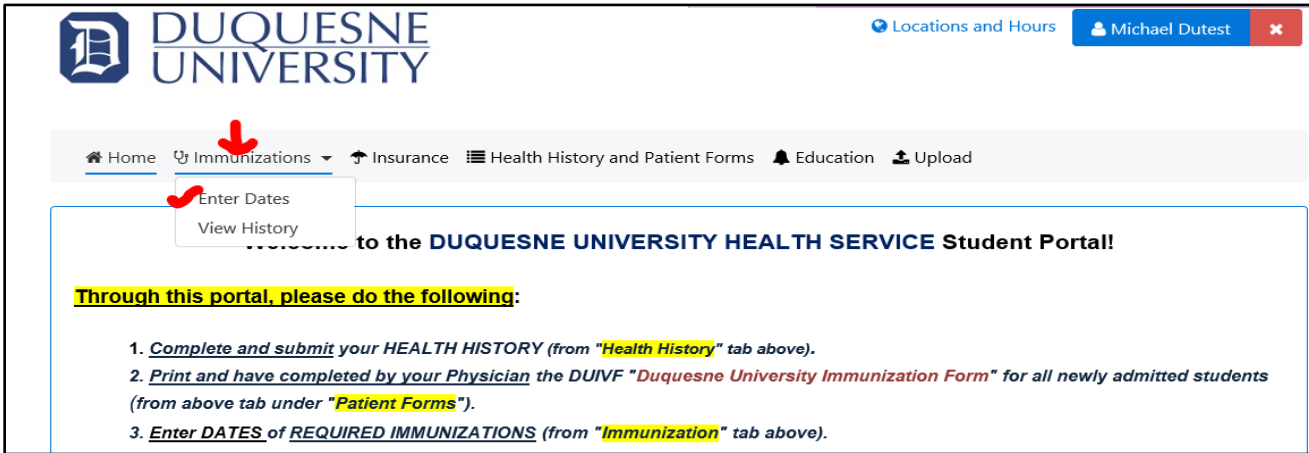 DUQUESNE
UNIVERSITY
Locations and Hours
Michael Dutest
Home Immunizations Insurance Health History and Patient Forms Education Upload
Enter Dates
View History
Welcome to the DUQUESNE UNIVERSITY HEALTH SERVICE Student Portal!
Through this portal, please do the following:
1. Complete and submit your HEALTH HISTORY (from "Health History" tab above).
2. Print and have completed by your Physician the DUIVF "Duquesne University Immunization Form" for all newly admitted students
(from above tab under "Patient Forms").
3. Enter DATES of REQUIRED IMMUNIZATIONS (from "Immunization" tab above).